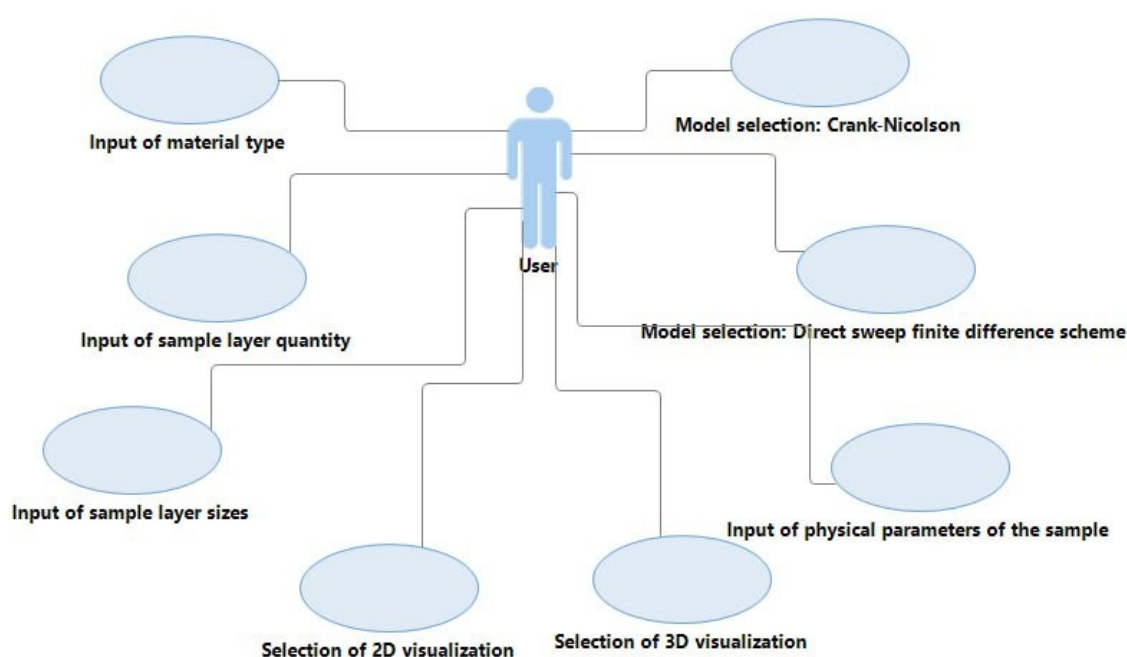 Model selection: Crank-Nicolson
Input of material type
User
Model selection: Direct sweep finite difference scheme
Input of sample layer quantity
Input of sample layer sizes
Input of physical parameters of the sample
Selection of 2D visualization
Selection of 3D visualization